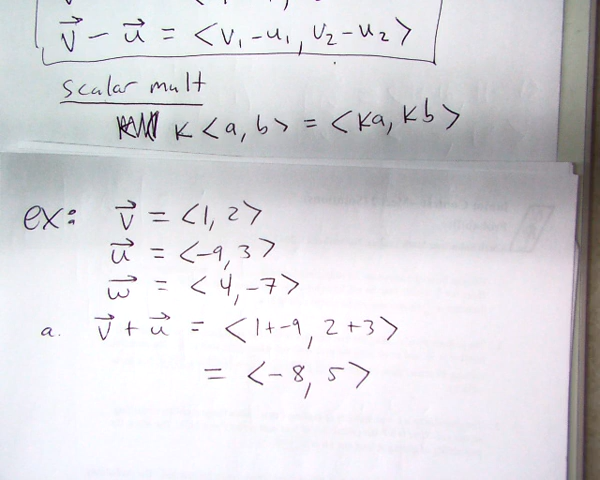 v⃗ − u⃗ = <v₁−u₁, v₂−u₂>
scalar mult
k <a, b> = <ka, kb>
ex: v⃗ = <1, 2>
u⃗ = <-9, 3>
w⃗ = <4, -7>
a. v⃗ + u⃗ = <1+-9, 2+3>
= <-8, 5>